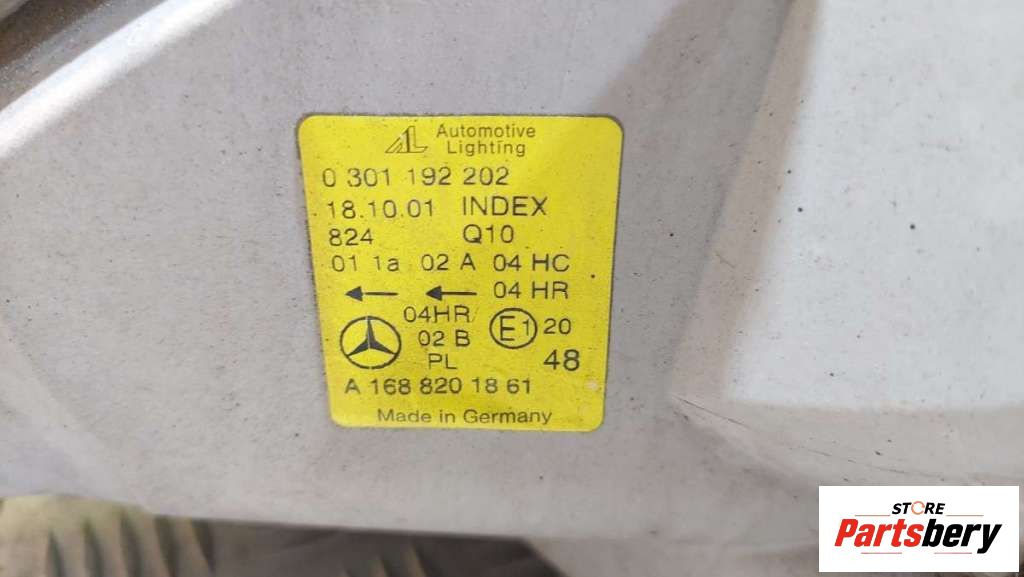 AL Automotive
Lighting
0 301 192 202
18.10.01 INDEX
824 Q10
01 1a 02 A 04 HC
04 HR
04HR
02 B E1 20
PL 48
A 168 820 18 61
Made in Germany
STORE
Partsbery